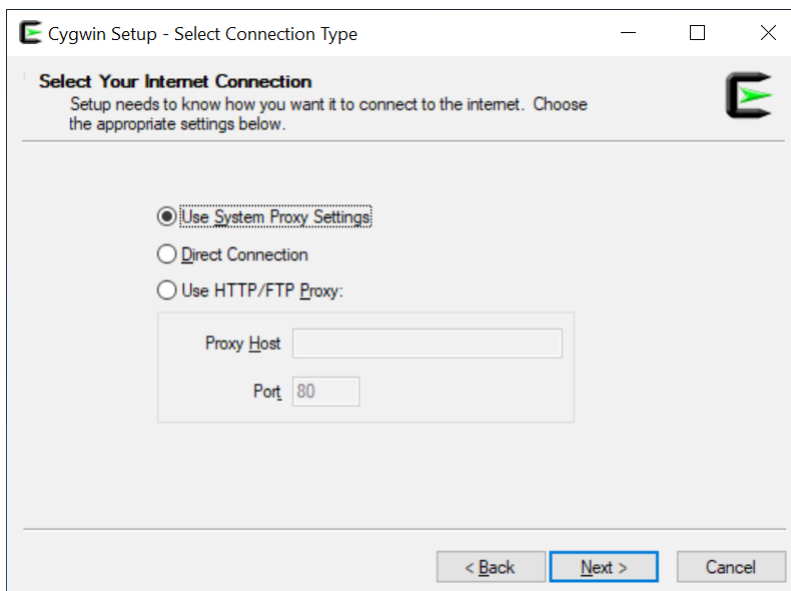 Cygwin Setup - Select Connection Type
Select Your Internet Connection
Setup needs to know how you want it to connect to the internet. Choose
the appropriate settings below.
Use System Proxy Settings
Direct Connection
Use HTTP/FTP Proxy:
Proxy Host
Port 80
< Back Next > Cancel